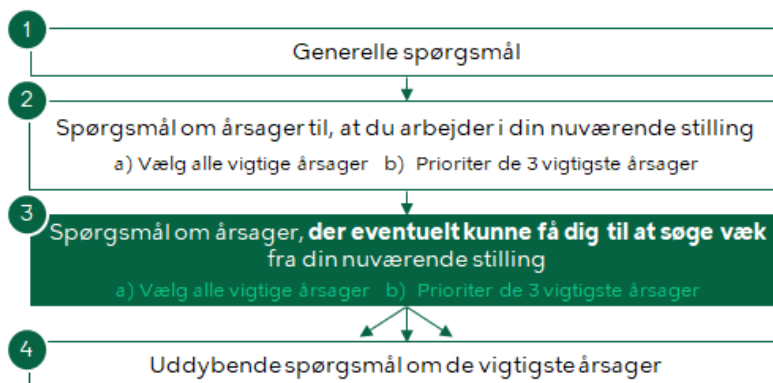 1
Generelle spørgsmål
2
Spørgsmål om årsager til, at du arbejder i din nuværende stilling
a) Vælg alle vigtige årsager b) Prioriter de 3 vigtigste årsager
3
Spørgsmål om årsager, der eventuelt kunne få dig til at søge væk
fra din nuværende stilling
a) Vælg alle vigtige årsager b) Prioriter de 3 vigtigste årsager
4
Uddybende spørgsmål om de vigtigste årsager